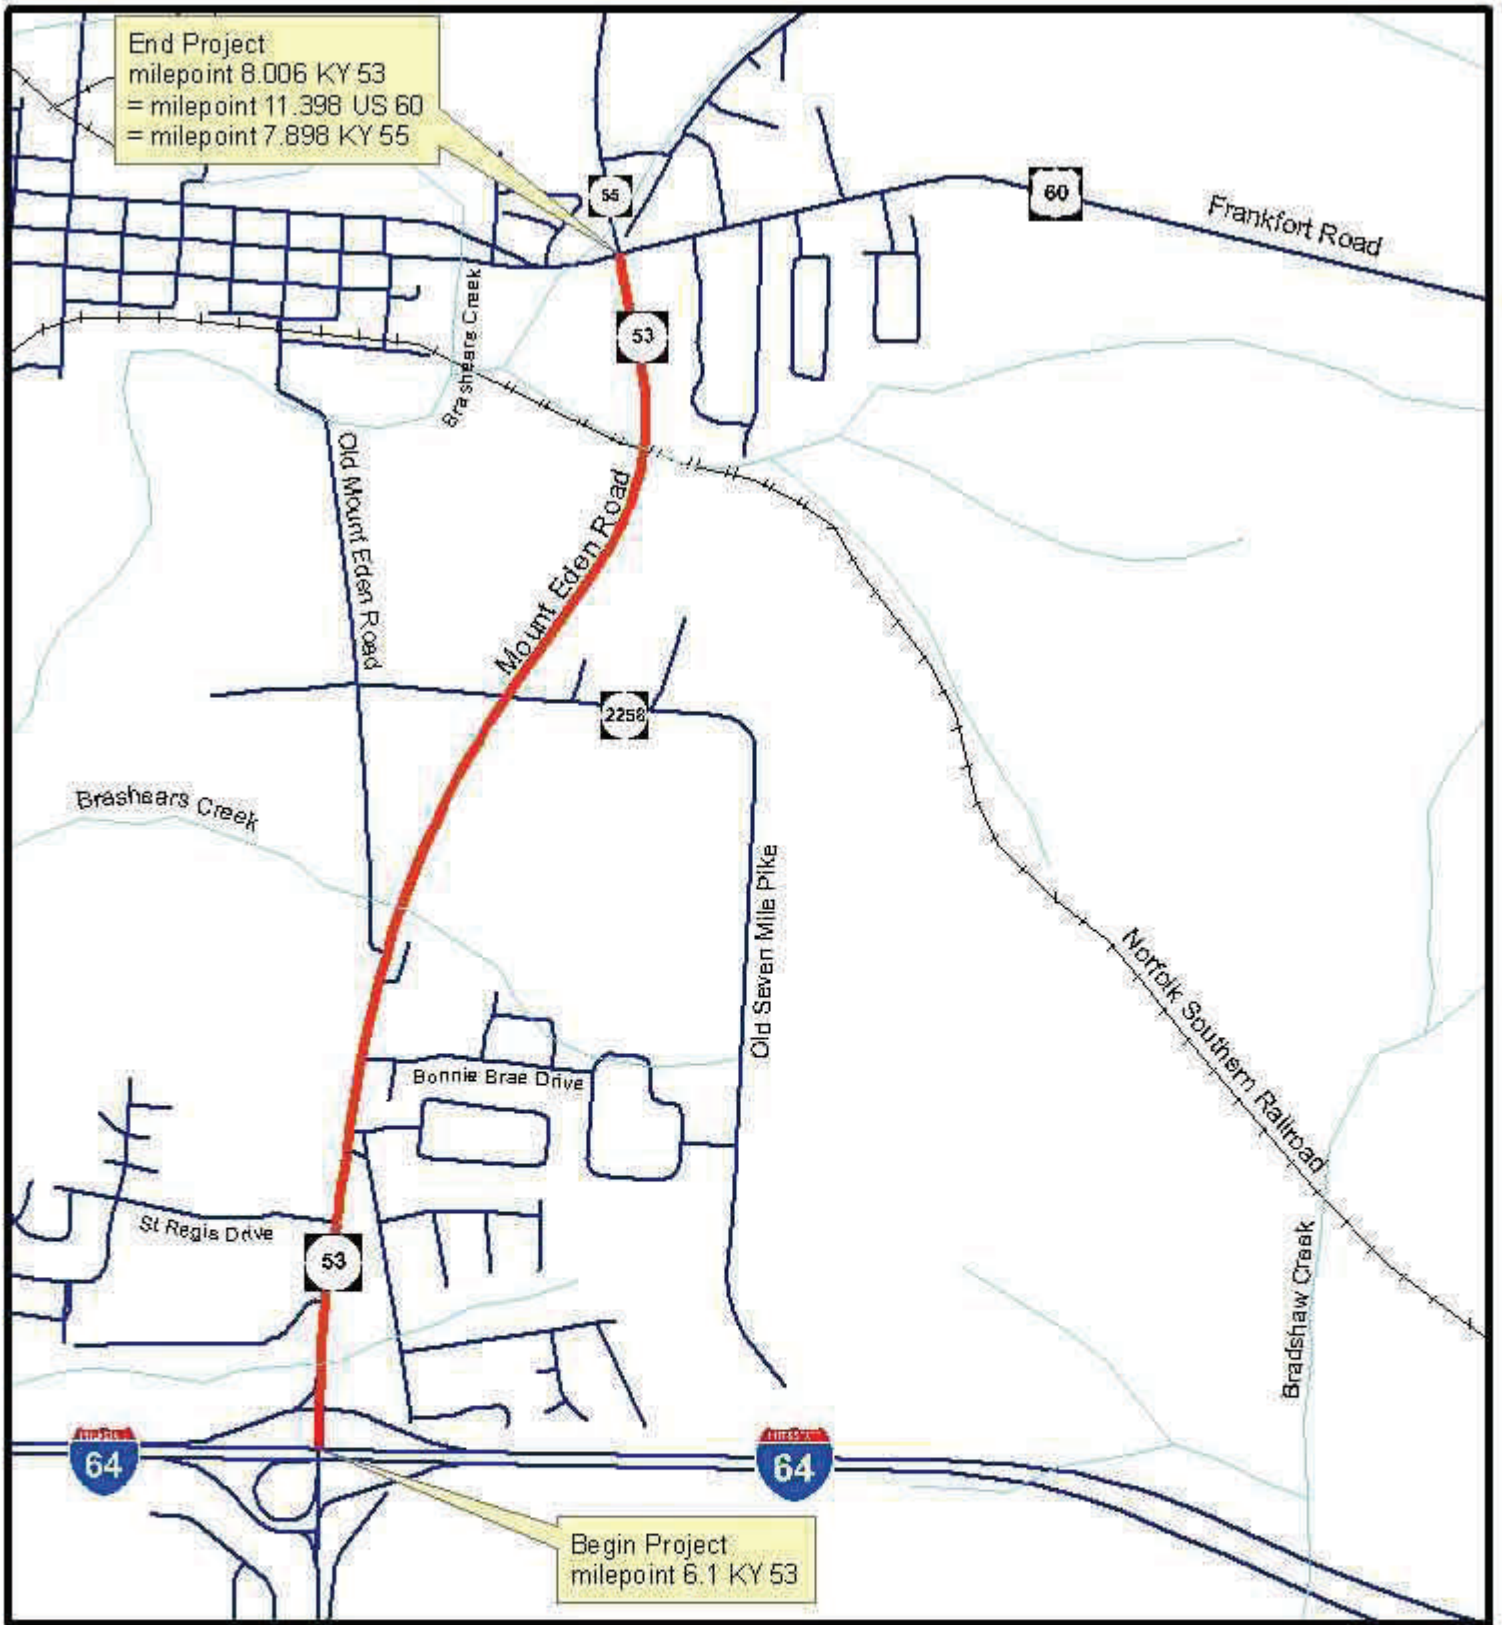 End Project
milepoint 8.006 KY 53
= milepoint 11.398 US 60
= milepoint 7.898 KY 55
55
60
Frankfort Road
53
Brashears Creek
Old Mount Eden Road
Mount Eden Road
2258
Brashears Creek
Old Seven Mile Pike
Norfolk Southern Railroad
Bonnie Brae Drive
St Regis Drive
53
Bradshaw Creek
64
64
Begin Project
milepoint 6.1 KY 53